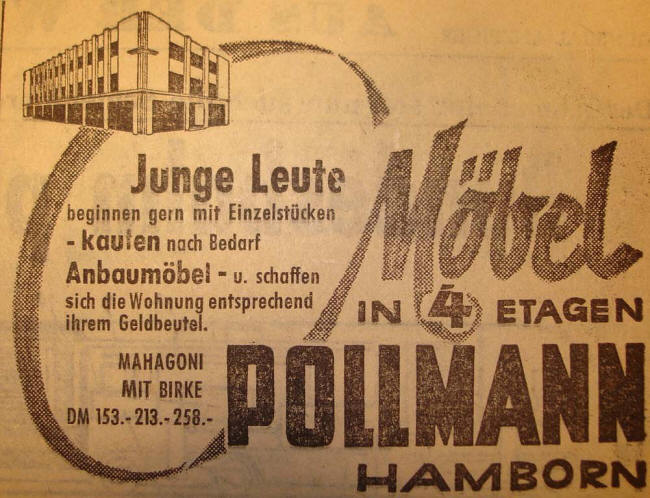 Junge Leute
beginnen gern mit Einzelstücken
- kaufen nach Bedarf
Anbaumöbel - u. schaffen
sich die Wohnung entsprechend
ihrem Geldbeutel.
MAHAGONI
MIT BIRKE
DM 153.- 213.- 258.-
Möbel
IN 4 ETAGEN
POLLMANN
HAMBORN